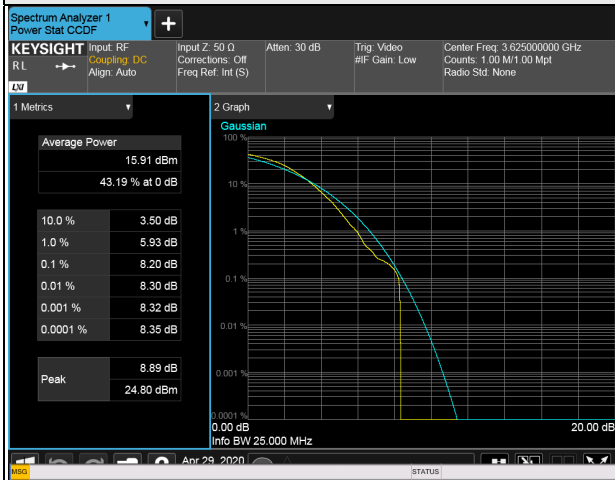 Spectrum Analyzer 1
Power Stat CCDF
KEYSIGHT
RL
LXI
Input: RF
Coupling: DC
Align: Auto
Input Z: 50 Ω
Corrections: Off
Freq Ref: Int (S)
Atten: 30 dB
Trig: Video
#IF Gain: Low
Center Freq: 3.625000000 GHz
Counts: 1.00 M/1.00 Mpt
Radio Std: None
1 Metrics
Average Power
15.91 dBm
43.19 % at 0 dB
10.0 % 3.50 dB
1.0 % 5.93 dB
0.1 % 8.20 dB
0.01 % 8.30 dB
0.001 % 8.32 dB
0.0001 % 8.35 dB
Peak
8.89 dB
24.80 dBm
2 Graph
Gaussian
100 %
10 %
1 %
0.1 %
0.01 %
0.001 %
0.0001 %
0.00 dB 20.00 dB
Info BW 25.000 MHz
Apr 29, 2020
MSG STATUS